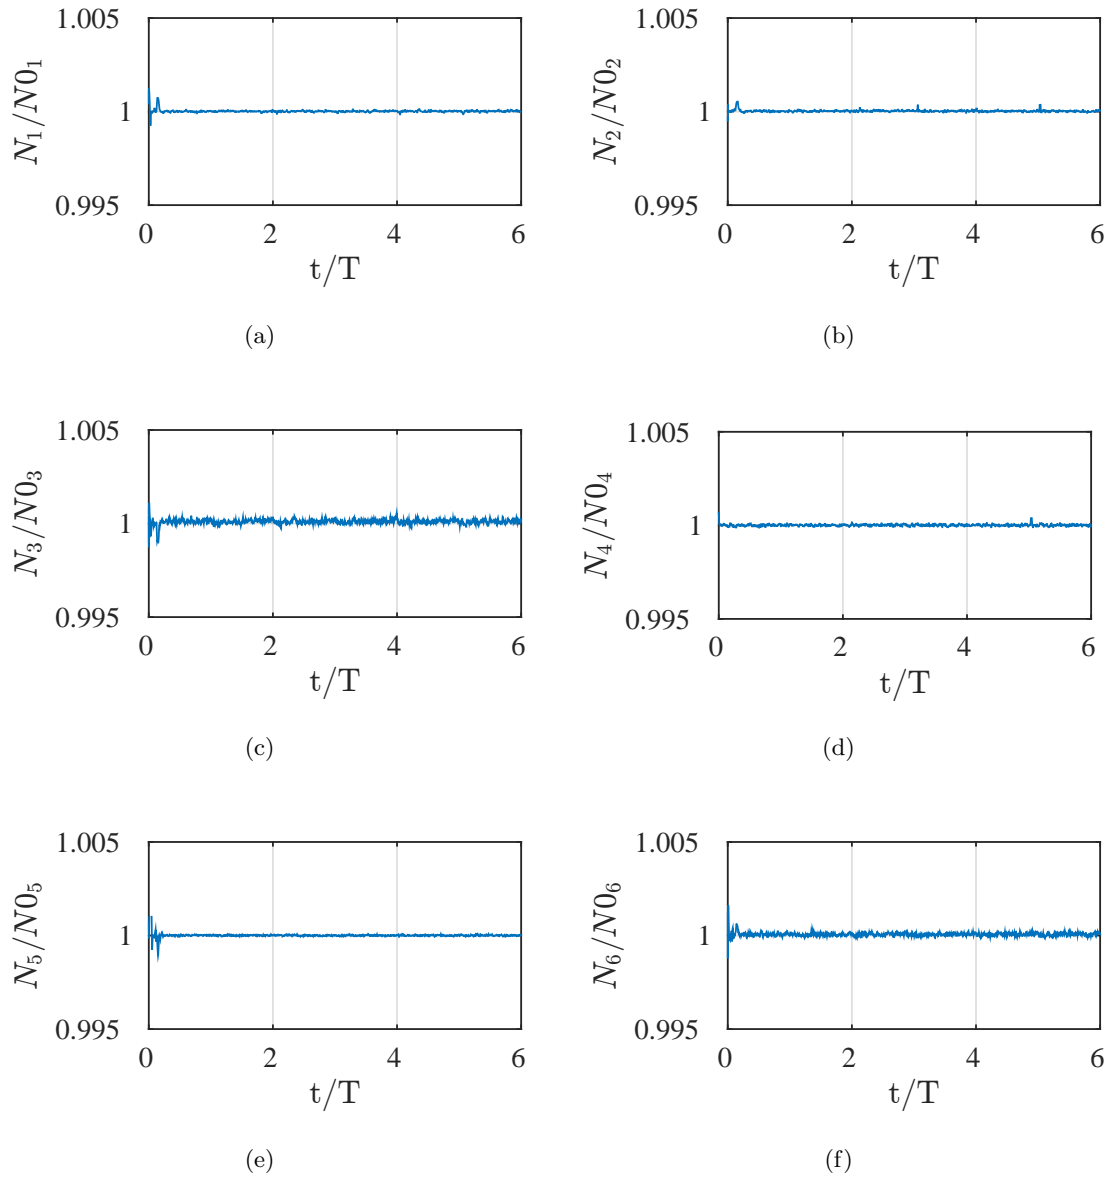 1.005
1
0.995
N₁/N0₁
0 2 4 6
t/T
(a)
1.005
1
0.995
N₂/N0₂
0 2 4 6
t/T
(b)
1.005
1
0.995
N₃/N0₃
0 2 4 6
t/T
(c)
1.005
1
0.995
N₄/N0₄
0 2 4 6
t/T
(d)
1.005
1
0.995
N₅/N0₅
0 2 4 6
t/T
(e)
1.005
1
0.995
N₆/N0₆
0 2 4 6
t/T
(f)